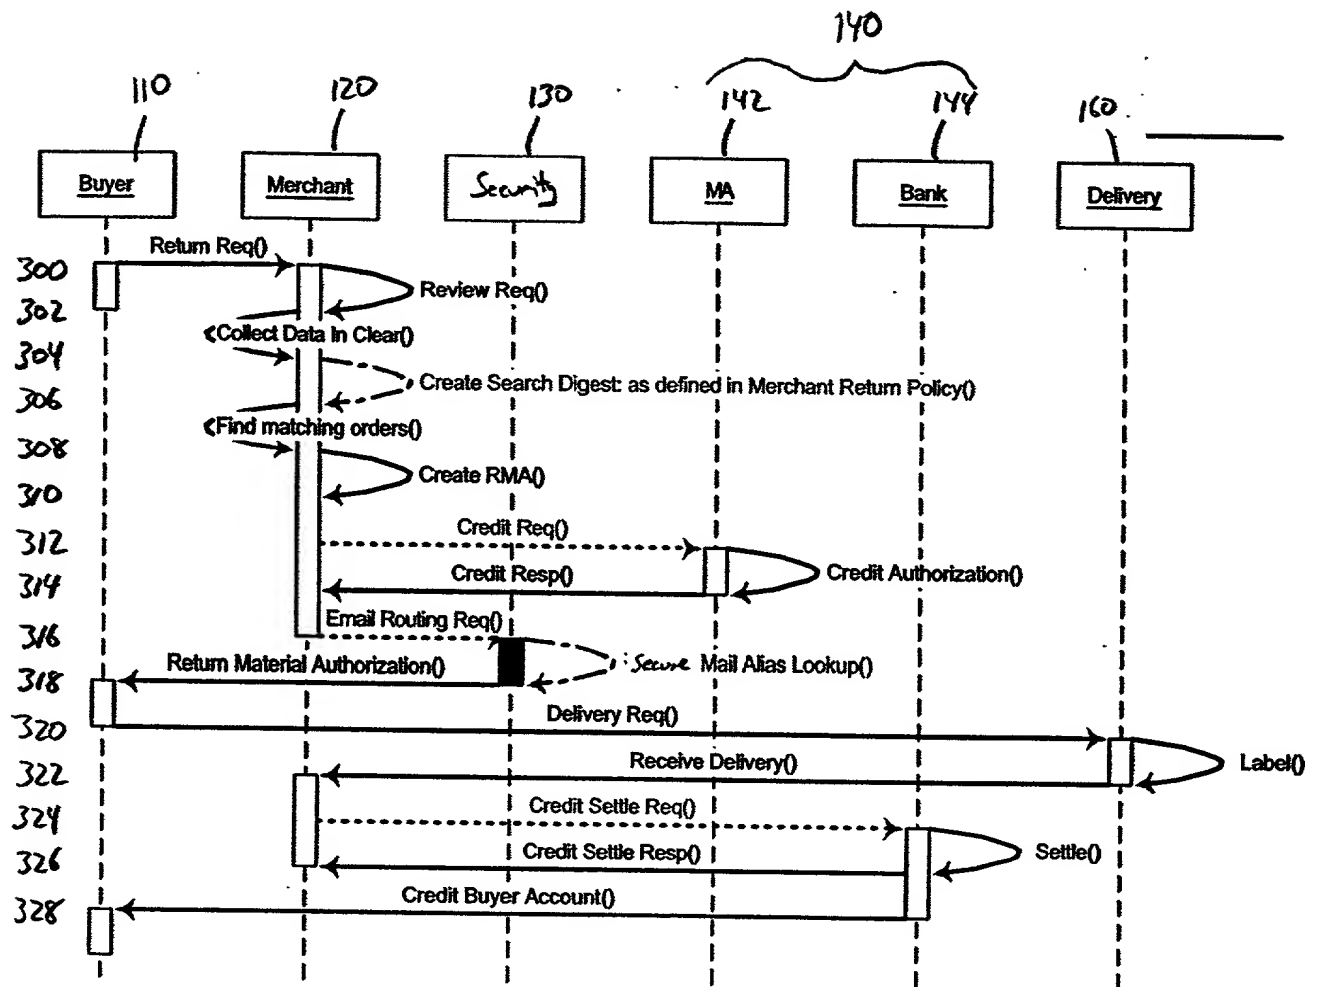 140
110 120 130 142 144 160
Buyer Merchant Security MA Bank Delivery
Return Req()
300
Review Req()
302
Collect Data in Clear()
304
Create Search Digest: as defined in Merchant Return Policy()
306
Find matching orders()
308
Create RMA()
310
Credit Req()
312
Credit Resp() Credit Authorization()
314
Email Routing Req()
316
Return Material Authorization() : Secure Mail Alias Lookup()
318
Delivery Req()
320
Receive Delivery() Label()
322
Credit Settle Req()
324
Credit Settle Resp() Settle()
326
Credit Buyer Account()
328